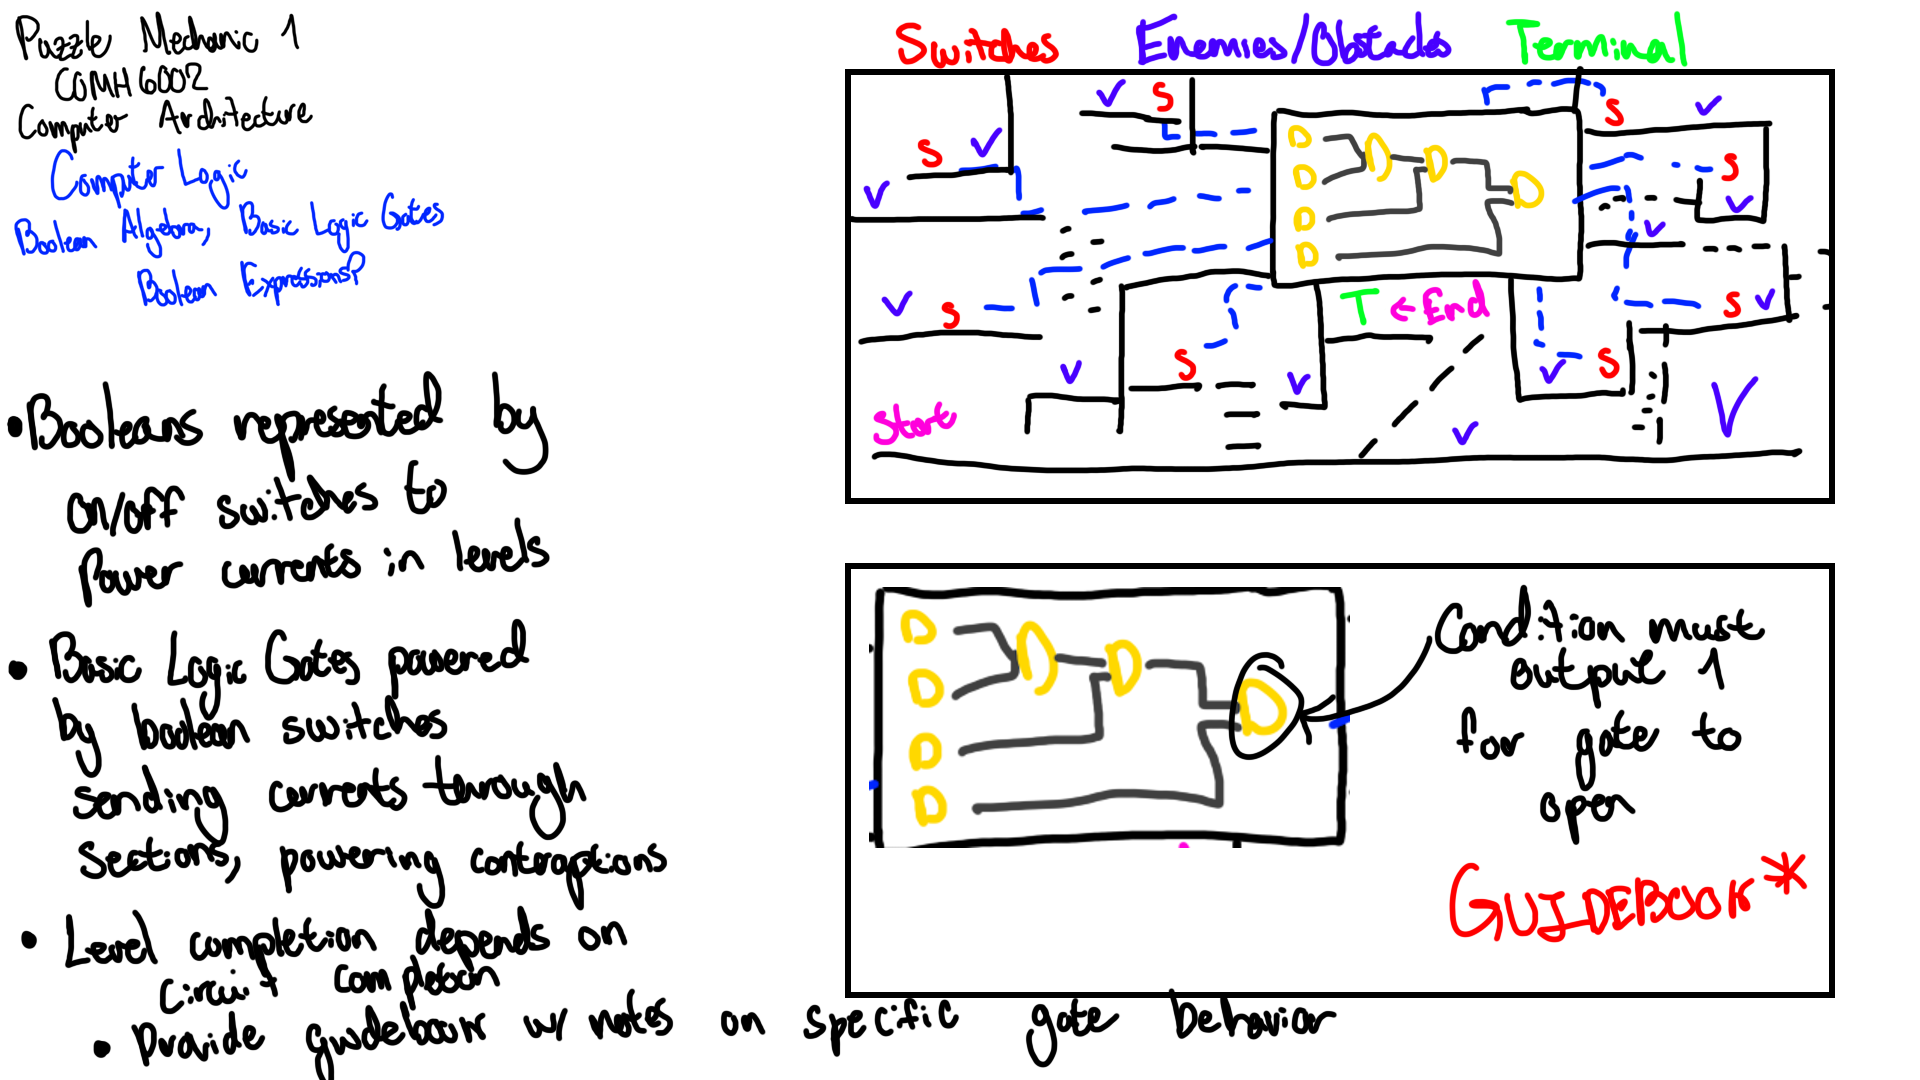 Puzzle Mechanic 1
COMH6002
Computer Architecture
Computer Logic
Boolean Algebra, Basic Logic Gates
Boolean Expressions?
• Booleans represented by
on/off switches to
Power currents in levels
• Basic Logic Gates powered
by boolean switches
sending currents through
sections, powering contraptions
• Level completion depends on
circuit completion
• Provide guidebook w/ notes on specific gate behavior
Switches Enemies/Obstacles Terminal
V S
S V
V
V S
V
Start
S
V
T ← End
S V
S
V
V
S V
V S
V
V
D
D
D
D
D
D
D
D
D
D
D
D
D
D
Condition must
output 1
for gate to
open
GUIDEBOOK*